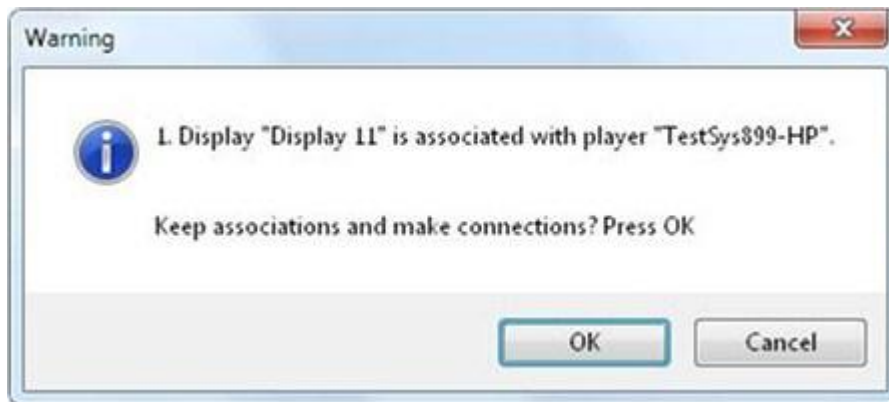 Warning
1. Display "Display 11" is associated with player "TestSys899-HP".
Keep associations and make connections? Press OK
OK
Cancel